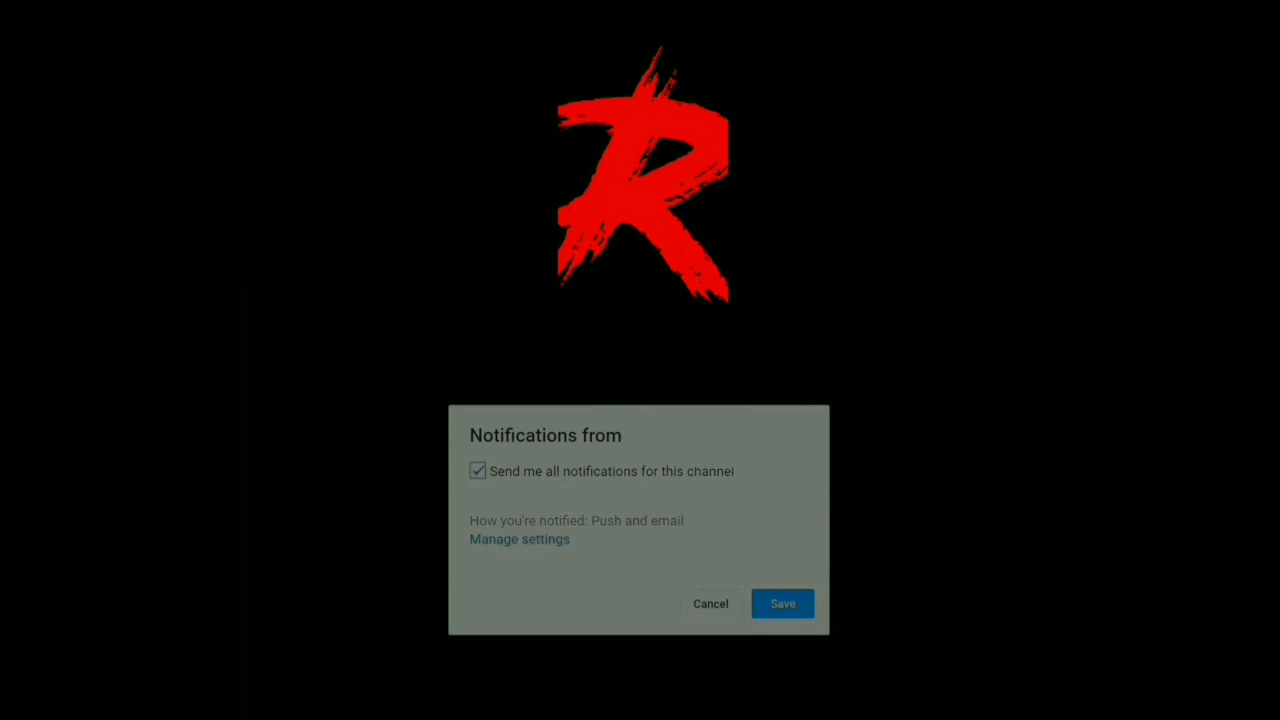 R
Notifications from
Send me all notifications for this channel
How you're notified: Push and email
Manage settings
Cancel
Save